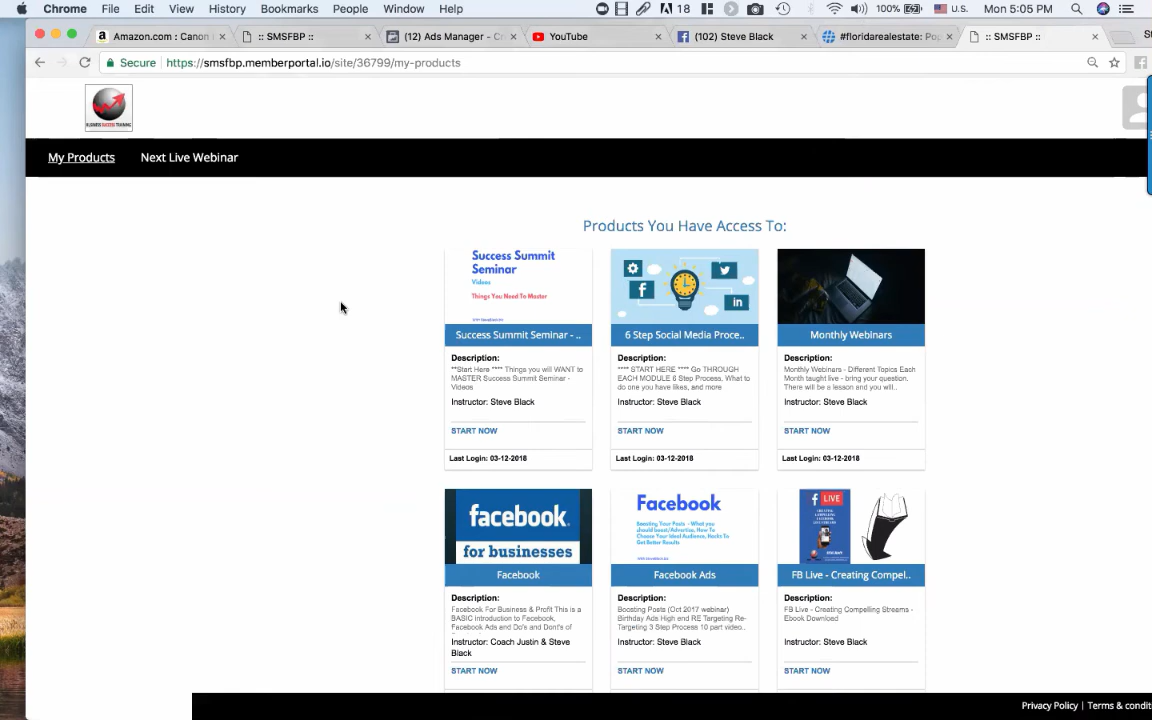 Chrome File Edit View History Bookmarks People Window Help 18 100% U.S. Mon 5:05 PM
Amazon.com : Canon :: SMSFBP :: (12) Ads Manager - Cr YouTube (102) Steve Black #floridarealestate: Pop :: SMSFBP ::
Secure https://smsfbp.memberportal.io/site/36799/my-products
BUSINESS SUCCESS TRAINING
My Products Next Live Webinar
Products You Have Access To:
Success Summit
Seminar
Videos
Things You Need To Master
Success Summit Seminar - ..
Description:
**Start Here **** Things you will WANT to
MASTER Success Summit Seminar -
Videos
Instructor: Steve Black
START NOW
Last Login: 03-12-2018
f
in
6 Step Social Media Proce..
Description:
**** START HERE **** Go THROUGH
EACH MODULE 6 Step Process, What to
do one you have likes, and more
Instructor: Steve Black
START NOW
Last Login: 03-12-2018
Monthly Webinars
Description:
Monthly Webinars - Different Topics Each
Month taught live - bring your question.
There will be a lesson and you will..
Instructor: Steve Black
START NOW
Last Login: 03-12-2018
facebook.
for businesses
Facebook
Description:
Facebook For Business & Profit This is a
BASIC introduction to Facebook,
Facebook Ads and Do's and Dont's of
Instructor: Coach Justin & Steve
Black
START NOW
Facebook
Boosting Your Posts - What you
should boost/Advertise, How To
Choose Your Ideal Audience, Hacks To
Get Better Results
Facebook Ads
Description:
Boosting Posts (Oct 2017 webinar)
Birthday Ads High end RE Targeting Re-
Targeting 3 Step Process 10 part video..
Instructor: Steve Black
START NOW
f LIVE
FB Live - Creating Compel..
Description:
FB Live - Creating Compelling Streams -
Ebook Download
Instructor: Steve Black
START NOW
Privacy Policy | Terms & condit